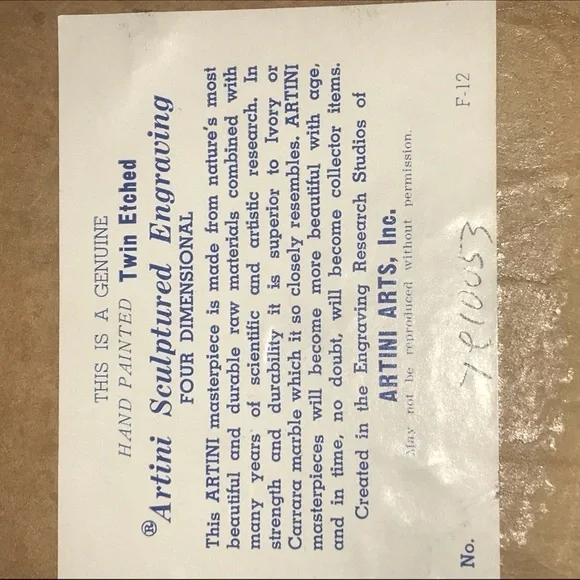 THIS IS A GENUINE
HAND PAINTED Twin Etched
®Artini Sculptured Engraving
FOUR DIMENSIONAL
This ARTINI masterpiece is made from nature's most
beautiful and durable raw materials combined with
many years of scientific and artistic research. In
strength and durability it is superior to Ivory or
Carrara marble which it so closely resembles. ARTINI
masterpieces will become more beautiful with age,
and in time, no doubt, will become collector items.
Created in the Engraving Research Studios of
ARTINI ARTS, Inc.
May not be reproduced without permission.
No. F-12